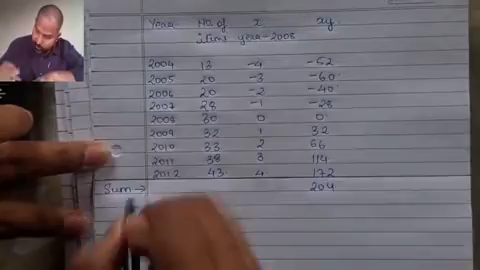 Year No. of x xy
items year-2008
2004 13 -4 -52
2005 20 -3 -60
2006 20 -2 -40
2007 28 -1 -28
2008 30 0 0
2009 32 1 32
2010 33 2 66
2011 38 3 114
2012 43 4 172
Sum → 204